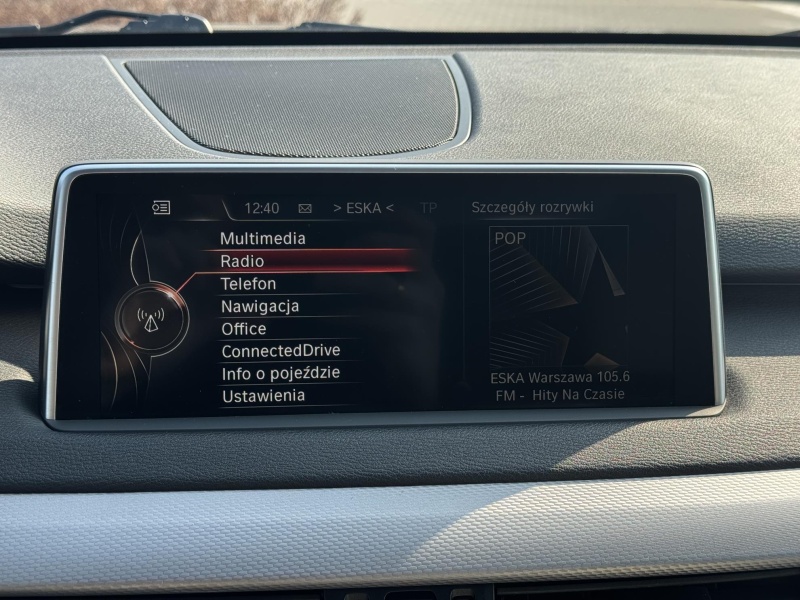 12:40 > ESKA < TP Szczegóły rozrywki
Multimedia
Radio
Telefon
Nawigacja
Office
ConnectedDrive
Info o pojeździe
Ustawienia
POP
ESKA Warszawa 105.6
FM - Hity Na Czasie